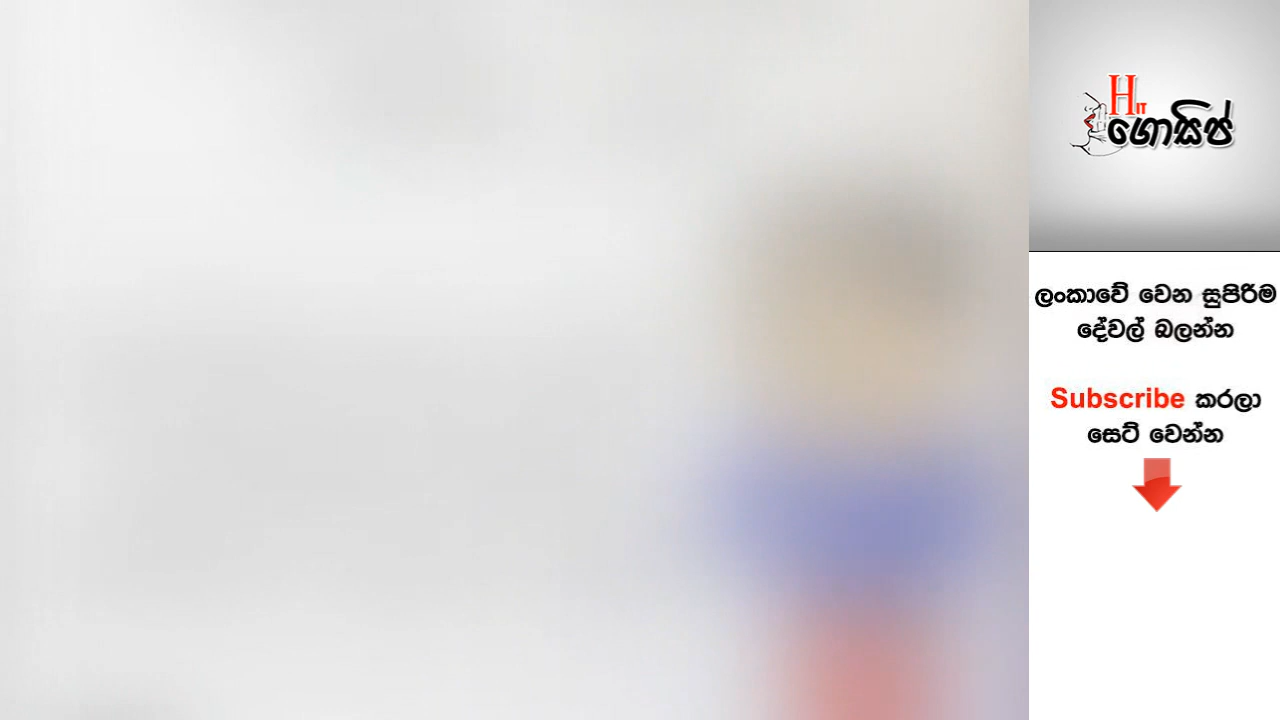 HIT
ගොසිප්
ලංකාවේ වෙන සුපිරිම
දේවල් බලන්න
Subscribe කරලා
සෙට් වෙන්න